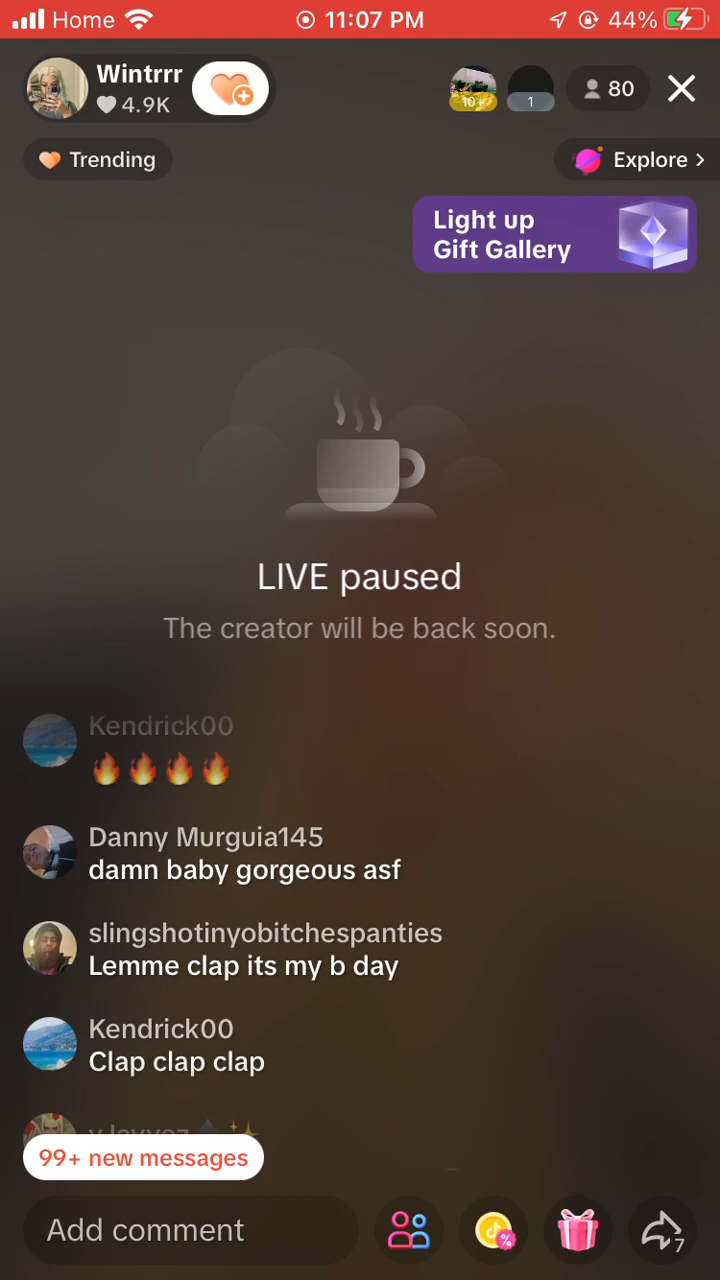 Home 11:07 PM 44%
Wintrrr
4.9K
10+ 1 80
Trending
Explore
Light up
Gift Gallery
LIVE paused
The creator will be back soon.
Kendrick00
🔥🔥🔥🔥
Danny Murguia145
damn baby gorgeous asf
slingshotinyobitchespanties
Lemme clap its my b day
Kendrick00
Clap clap clap
99+ new messages
Add comment
%
7